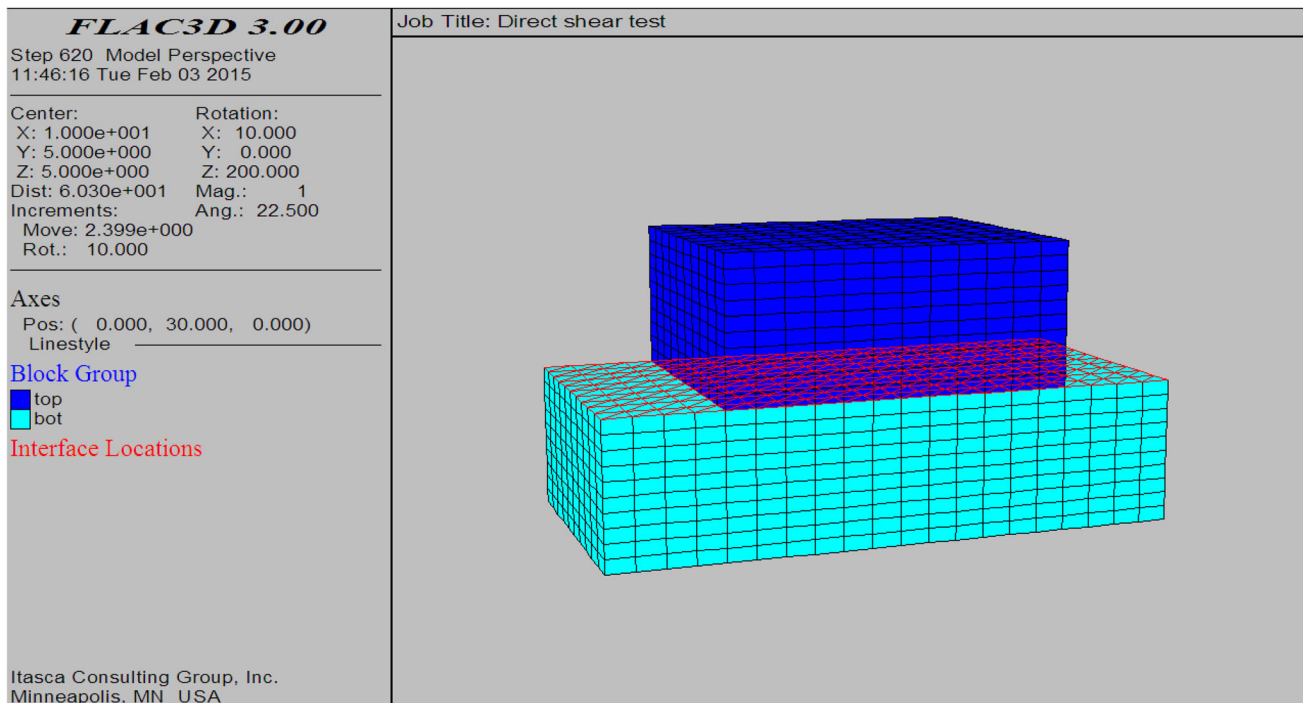 FLAC3D 3.00
Step 620 Model Perspective
11:46:16 Tue Feb 03 2015
Center: Rotation:
X: 1.000e+001 X: 10.000
Y: 5.000e+000 Y: 0.000
Z: 5.000e+000 Z: 200.000
Dist: 6.030e+001 Mag.: 1
Increments: Ang.: 22.500
Move: 2.399e+000
Rot.: 10.000
Axes
Pos: ( 0.000, 30.000, 0.000)
Linestyle
Block Group
top
bot
Interface Locations
Itasca Consulting Group, Inc.
Minneapolis, MN USA
Job Title: Direct shear test